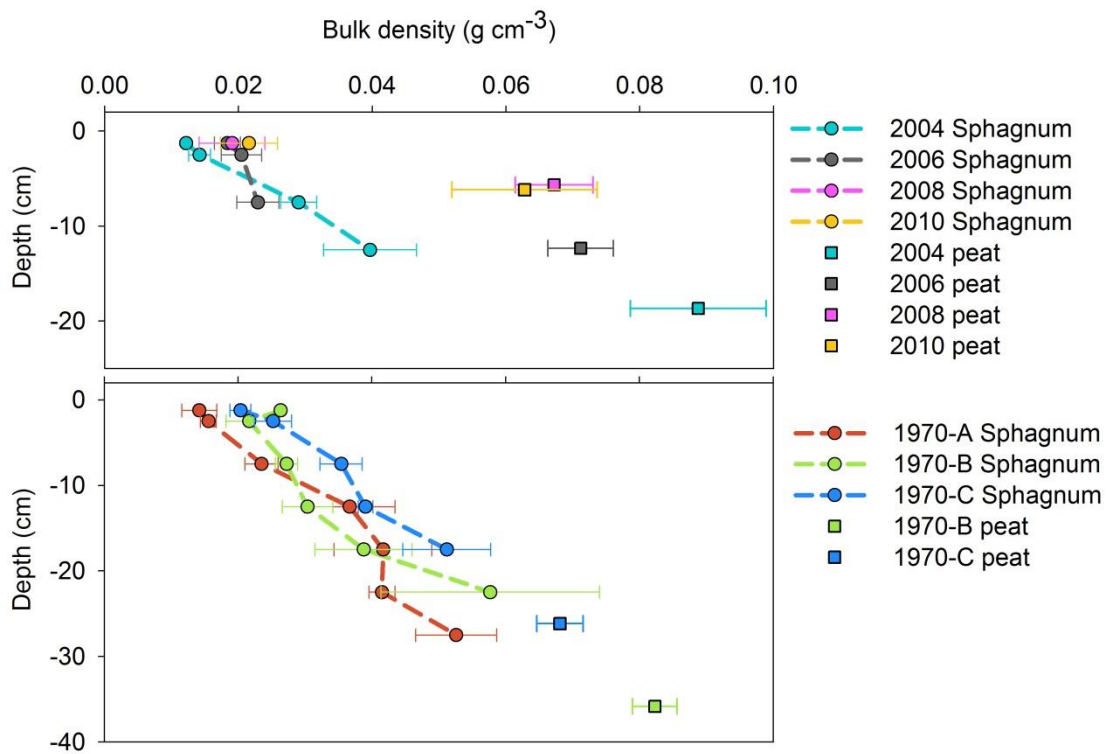 Bulk density (g cm-3)
0.00 0.02 0.04 0.06 0.08 0.10
0
-10
-20
Depth (cm)
2004 Sphagnum
2006 Sphagnum
2008 Sphagnum
2010 Sphagnum
2004 peat
2006 peat
2008 peat
2010 peat
0
-10
-20
-30
-40
Depth (cm)
1970-A Sphagnum
1970-B Sphagnum
1970-C Sphagnum
1970-B peat
1970-C peat